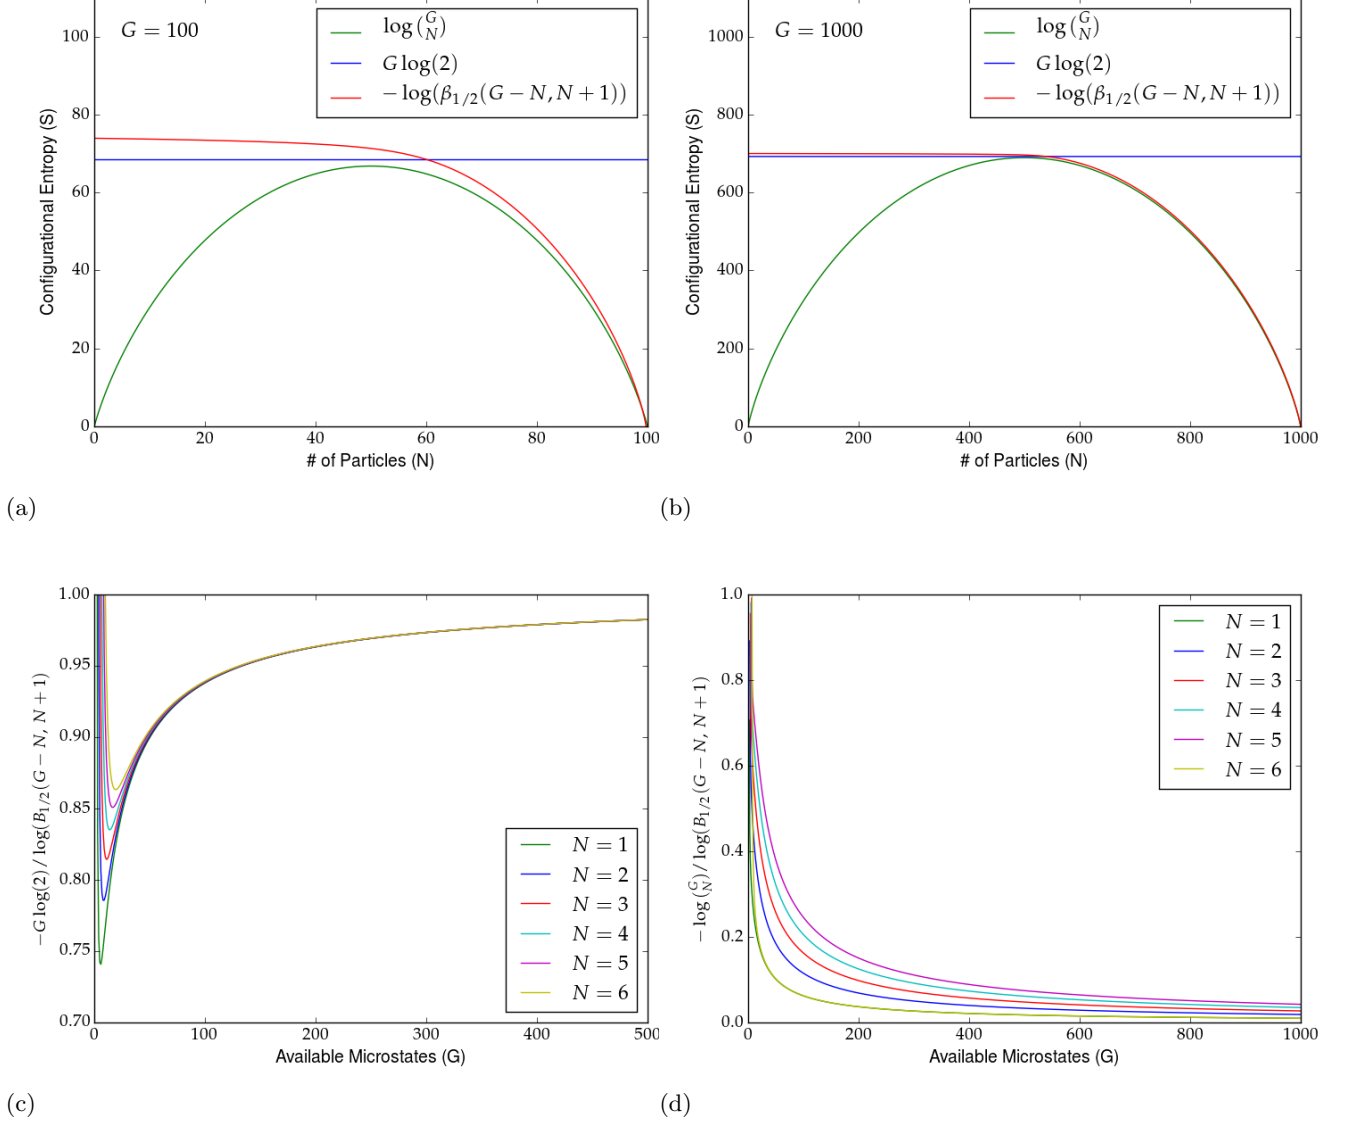 G = 100
log (G N)
G log(2)
− log(β1/2(G − N, N + 1))
100
80
60
40
20
0
Configurational Entropy (S)
0 20 40 60 80 100
# of Particles (N)
(a)
G = 1000
log (G N)
G log(2)
− log(β1/2(G − N, N + 1))
1000
800
600
400
200
0
Configurational Entropy (S)
0 200 400 600 800 1000
# of Particles (N)
(b)
1.00
0.95
0.90
0.85
0.80
0.75
0.70
−G log(2) / log(B1/2(G − N, N + 1)
N = 1
N = 2
N = 3
N = 4
N = 5
N = 6
0 100 200 300 400 500
Available Microstates (G)
(c)
1.0
0.8
0.6
0.4
0.2
0.0
− log (G N) / log(B1/2(G − N, N + 1)
N = 1
N = 2
N = 3
N = 4
N = 5
N = 6
0 200 400 600 800 1000
Available Microstates (G)
(d)